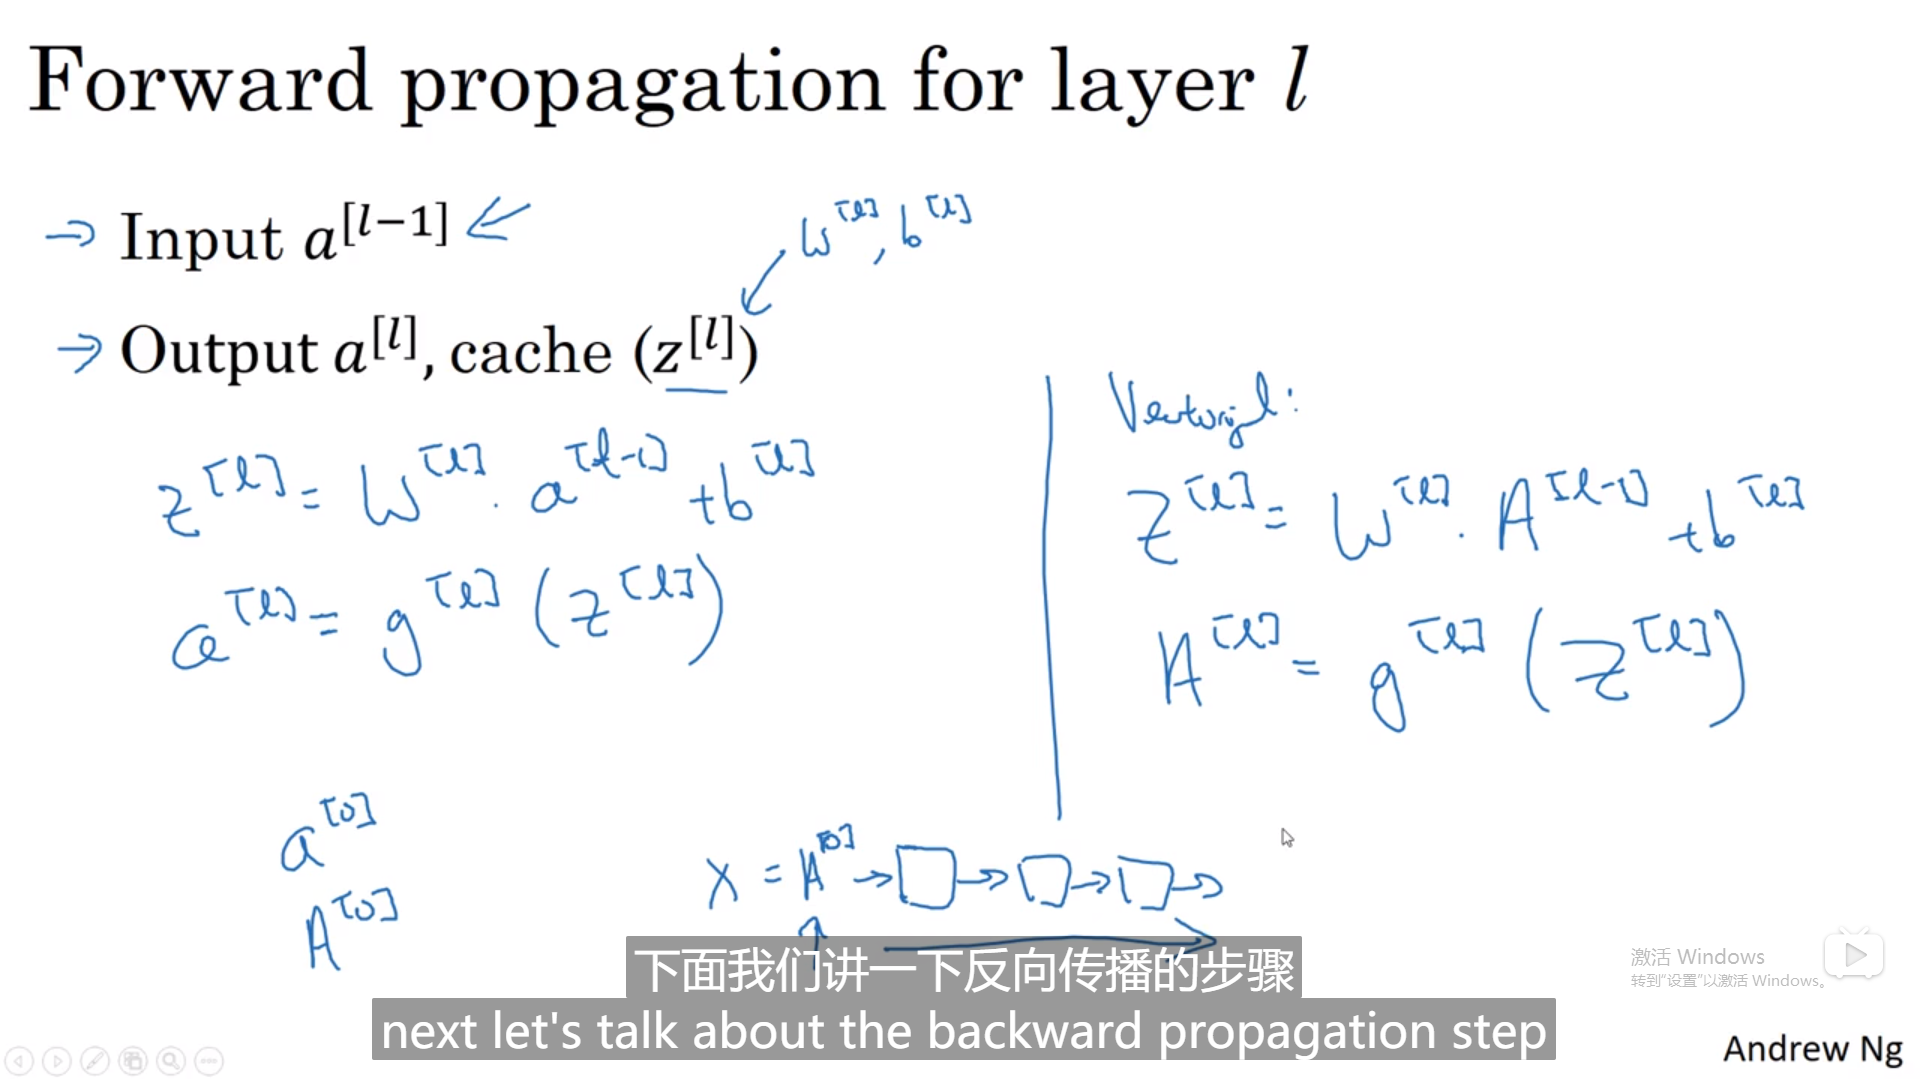 Forward propagation for layer l
→ Input a^[l−1] ←
W^[l], b^[l]
→ Output a^[l], cache (z^[l])
z^[l] = W^[l] · a^[l-1] + b^[l]
a^[l] = g^[l] (z^[l])
Vectorized:
Z^[l] = W^[l] · A^[l-1] + b^[l]
A^[l] = g^[l] (Z^[l])
a^[0]
A^[0]
X = A^[0] → □ → □ → □ →
下面我们讲一下反向传播的步骤
next let's talk about the backward propagation step
激活 Windows
转到“设置”以激活 Windows。
Andrew Ng